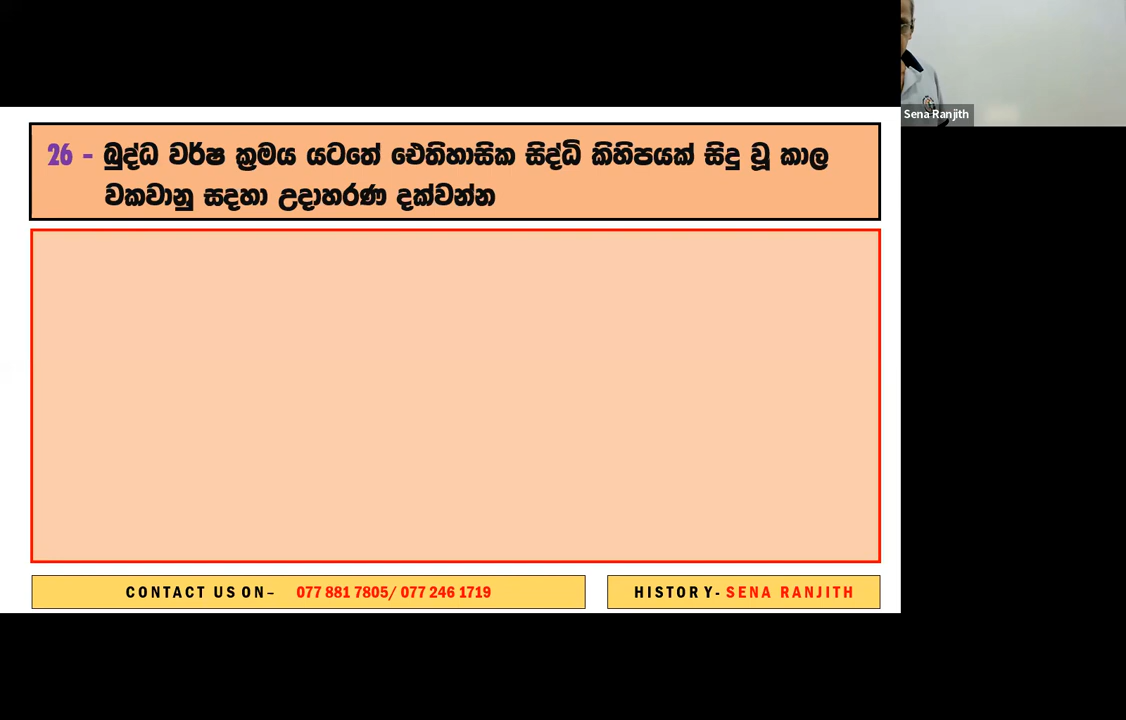 Sena Ranjith
26 - බුද්ධ වර්ෂ ක්‍රමය යටතේ ඓතිහාසික සිද්ධි කිහිපයක් සිදු වූ කාල
වකවානු සදහා උදාහරණ දක්වන්න
CONTACT US ON– 077 881 7805/ 077 246 1719
HISTORY- SENA RANJITH